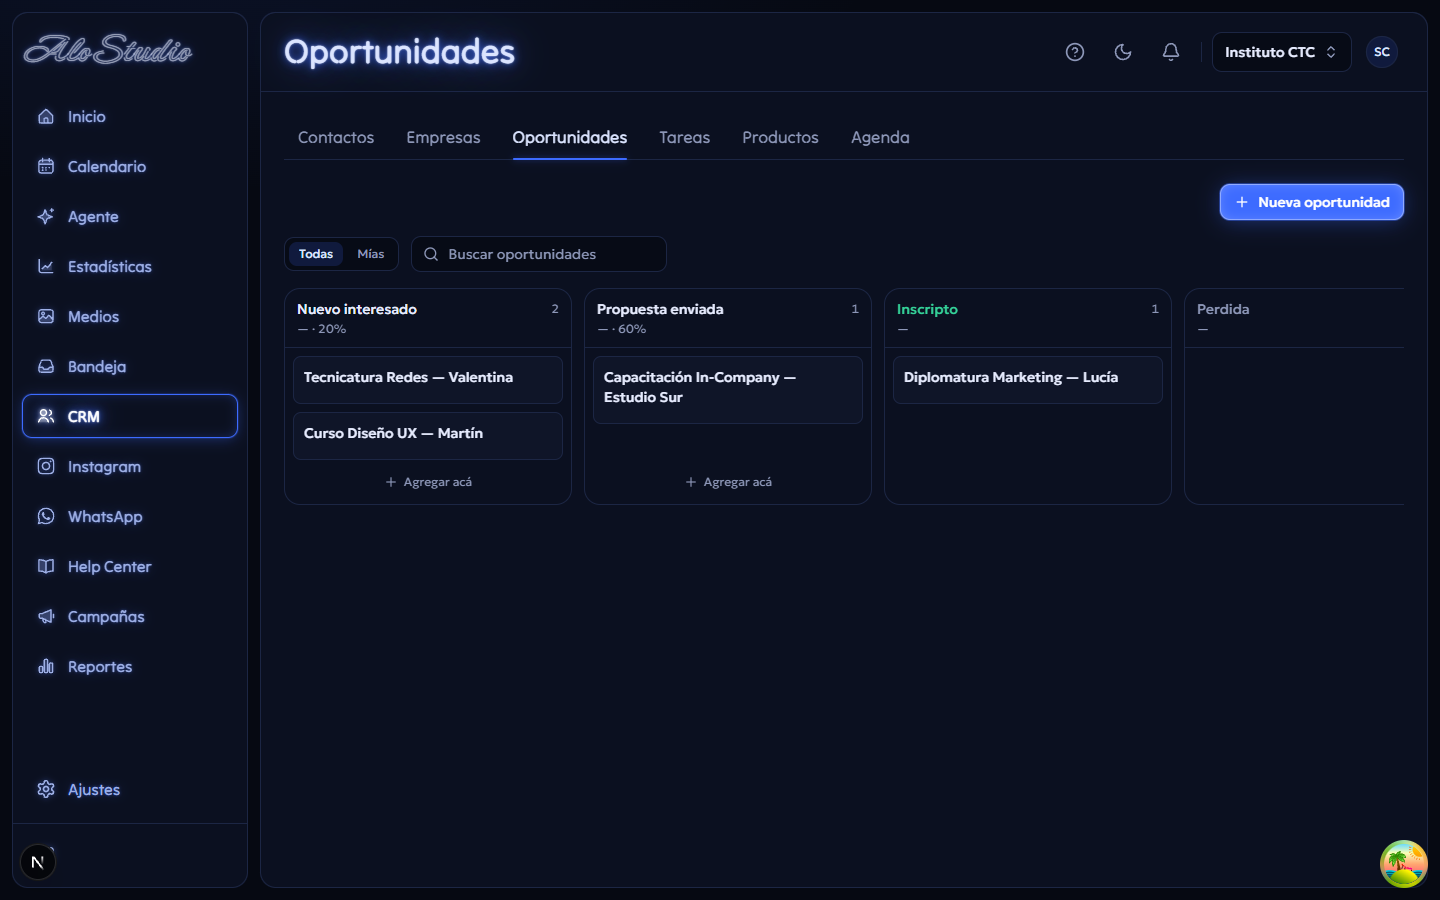 AloStudio
Inicio
Calendario
Agente
Estadísticas
Medios
Bandeja
CRM
Instagram
WhatsApp
Help Center
Campañas
Reportes
Ajustes
N
Oportunidades
Instituto CTC
SC
Contactos
Empresas
Oportunidades
Tareas
Productos
Agenda
+ Nueva oportunidad
Todas
Mías
Buscar oportunidades
Nuevo interesado 2
— · 20%
Tecnicatura Redes — Valentina
Curso Diseño UX — Martín
+ Agregar acá
Propuesta enviada 1
— · 60%
Capacitación In-Company —
Estudio Sur
+ Agregar acá
Inscripto 1
—
Diplomatura Marketing — Lucía
Perdida
—